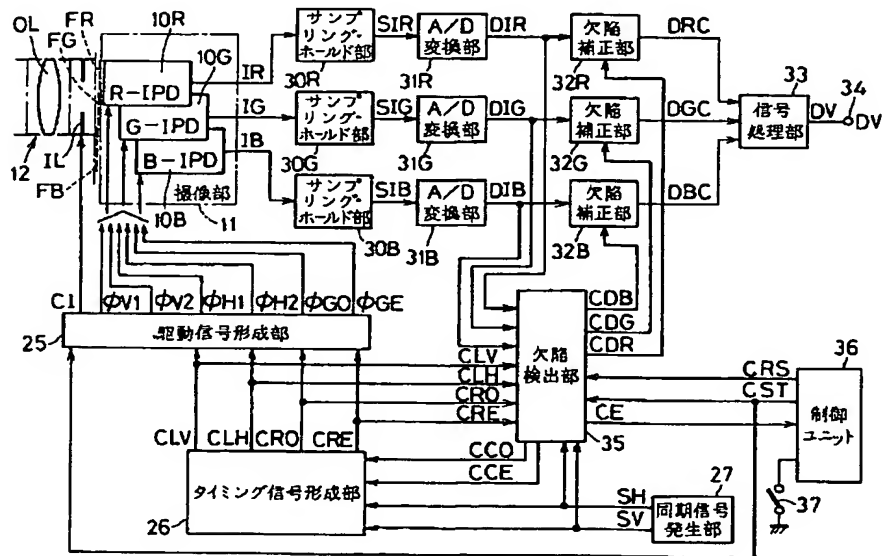 OL
FG
FR
10R
R-IPD
10G
G-IPD
B-IPD
12
IL
FB
10B
撮像部
11
IR
IG
IB
サンプ
リング・
ホールド部
30R
サンプ
リング・
ホールド部
30G
サンプ
リング・
ホールド部
30B
SIR
SIG
SIB
A/D
変換部
31R
A/D
変換部
31G
A/D
変換部
31B
DIR
DIG
DIB
欠陥
補正部
32R
欠陥
補正部
32G
欠陥
補正部
32B
DRC
DGC
DBC
33
信号
処理部
DV
34
DV
CI
ΦV1
ΦV2
ΦH1
ΦH2
ΦGO
ΦGE
25
駆動信号形成部
CLV
CLH
CRO
CRE
CLV
CLH
CRO
CRE
欠陥
検出部
35
CDB
CDG
CDR
CRS
CST
CE
36
制御
ユニット
37
CCO
CCE
SH
SV
タイミング信号形成部
26
27
同期信号
発生部